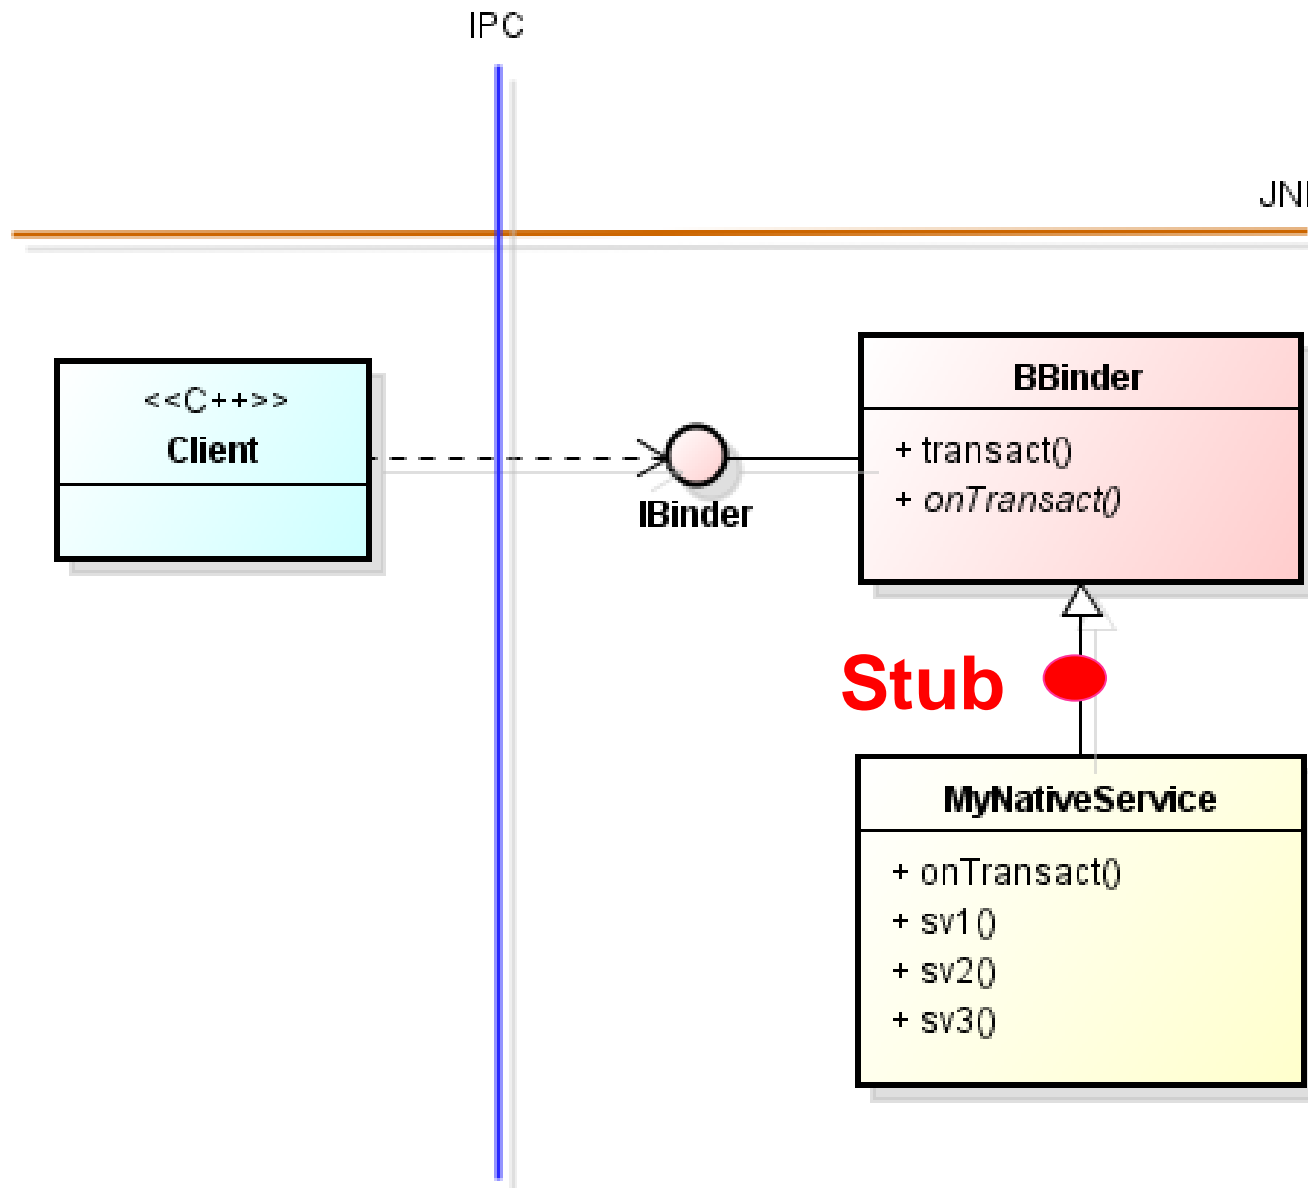 IPC
JNI
<<C++>>
Client
IBinder
BBinder
+ transact()
+ onTransact()
Stub
MyNativeService
+ onTransact()
+ sv1()
+ sv2()
+ sv3()